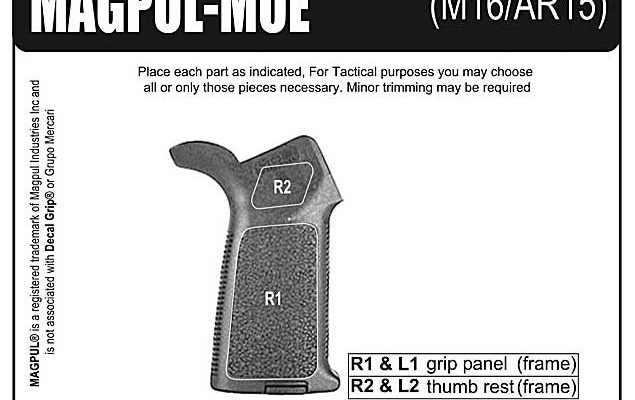 MAGPUL-MOE
(M16/AR15)
Place each part as indicated, For Tactical purposes you may choose
all or only those pieces necessary. Minor trimming may be required
MAGPUL® is a registered trademark of Magpul Industries Inc and
is not associated with Decal Grip® or Grupo Mercari
R2
R1
R1 & L1 grip panel (frame)
R2 & L2 thumb rest (frame)